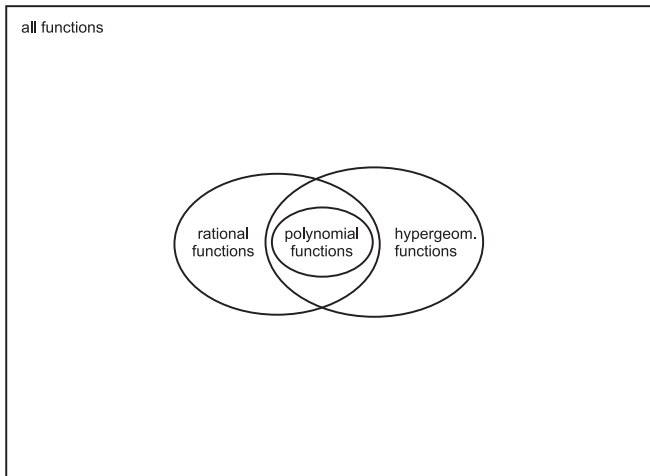 all functions
rational
functions
polynomial
functions
hypergeom.
functions